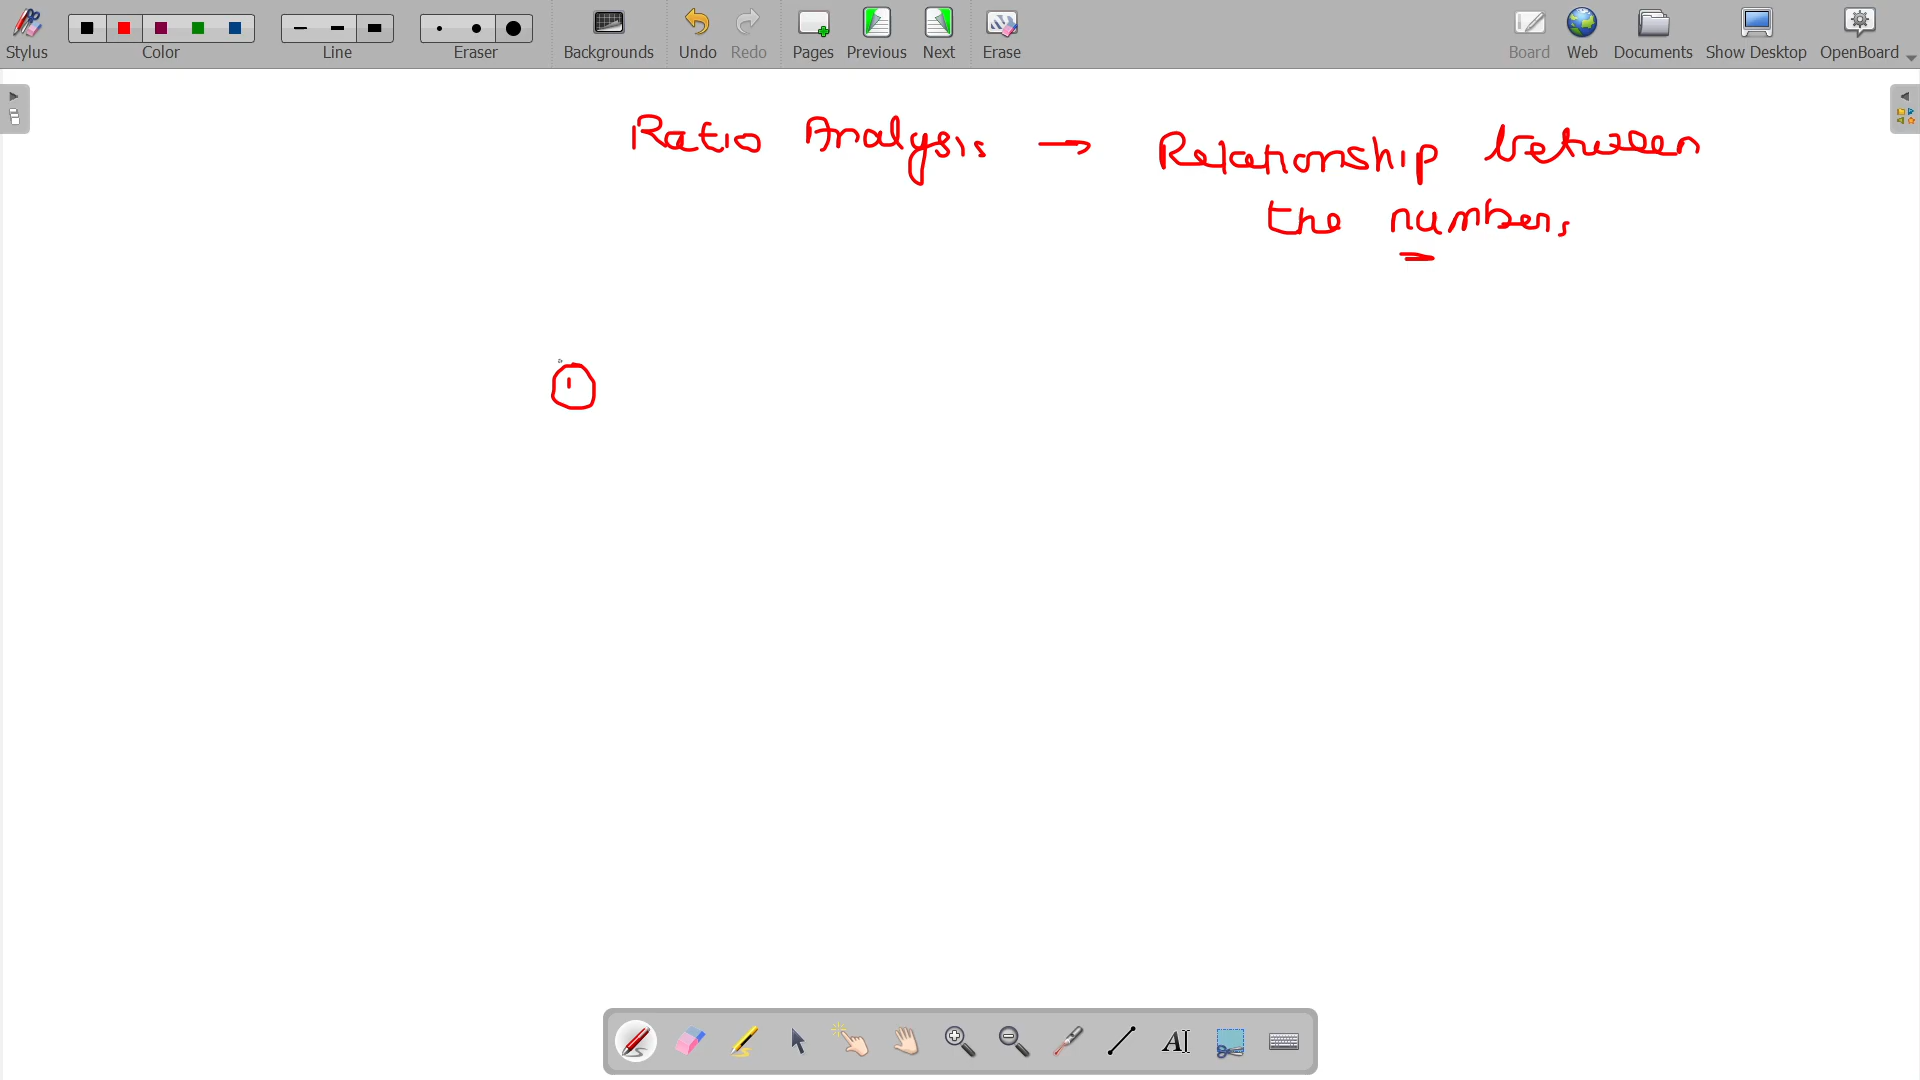 Stylus Color Line Eraser Backgrounds Undo Redo Pages Previous Next Erase Board Web Documents Show Desktop OpenBoard
Ratio Analysis → Relationship between
the numbers
1
AI